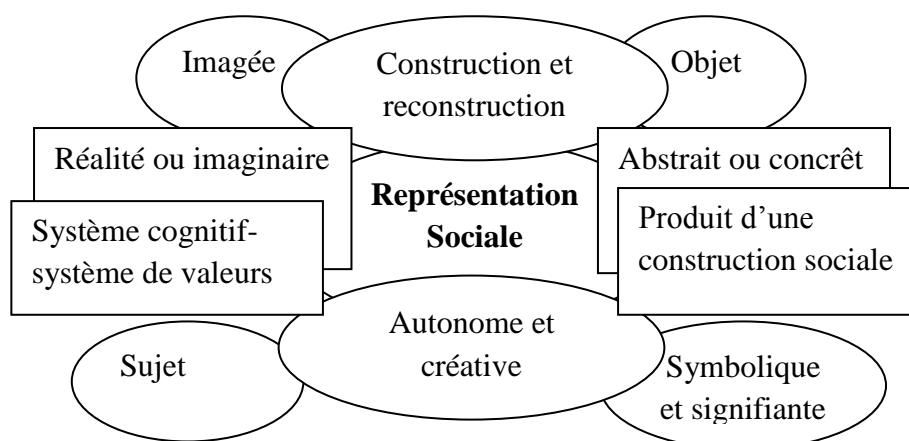 Imagée
Construction et
reconstruction
Objet
Réalité ou imaginaire
Abstrait ou concrêt
Représentation
Sociale
Système cognitif-
système de valeurs
Produit d’une
construction sociale
Autonome et
créative
Sujet
Symbolique
et signifiante